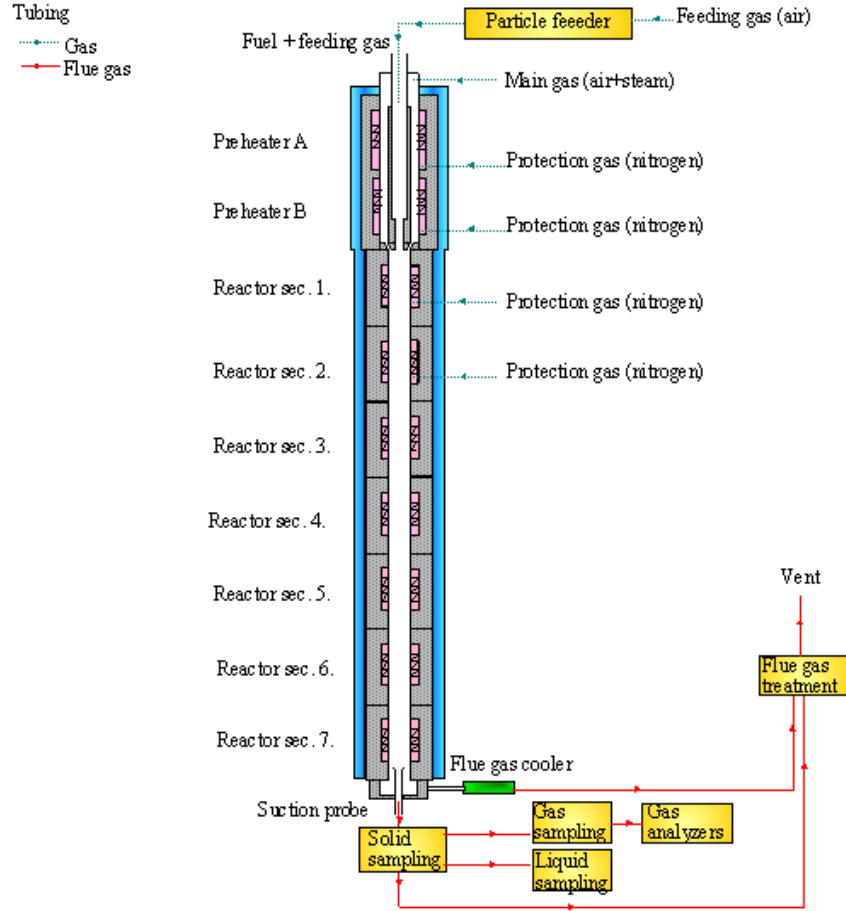 Tubing
Gas
Flue gas
Particle feeeder
Feeding gas (air)
Fuel + feeding gas
Main gas (air+steam)
Preheater A
Protection gas (nitrogen)
Preheater B
Protection gas (nitrogen)
Reactor sec. 1.
Protection gas (nitrogen)
Reactor sec. 2.
Protection gas (nitrogen)
Reactor sec. 3.
Reactor sec. 4.
Reactor sec. 5.
Reactor sec. 6.
Reactor sec. 7.
Vent
Flue gas
treatment
Flue gas cooler
Suction probe
Solid
sampling
Gas
sampling
Gas
analyzers
Liquid
sampling